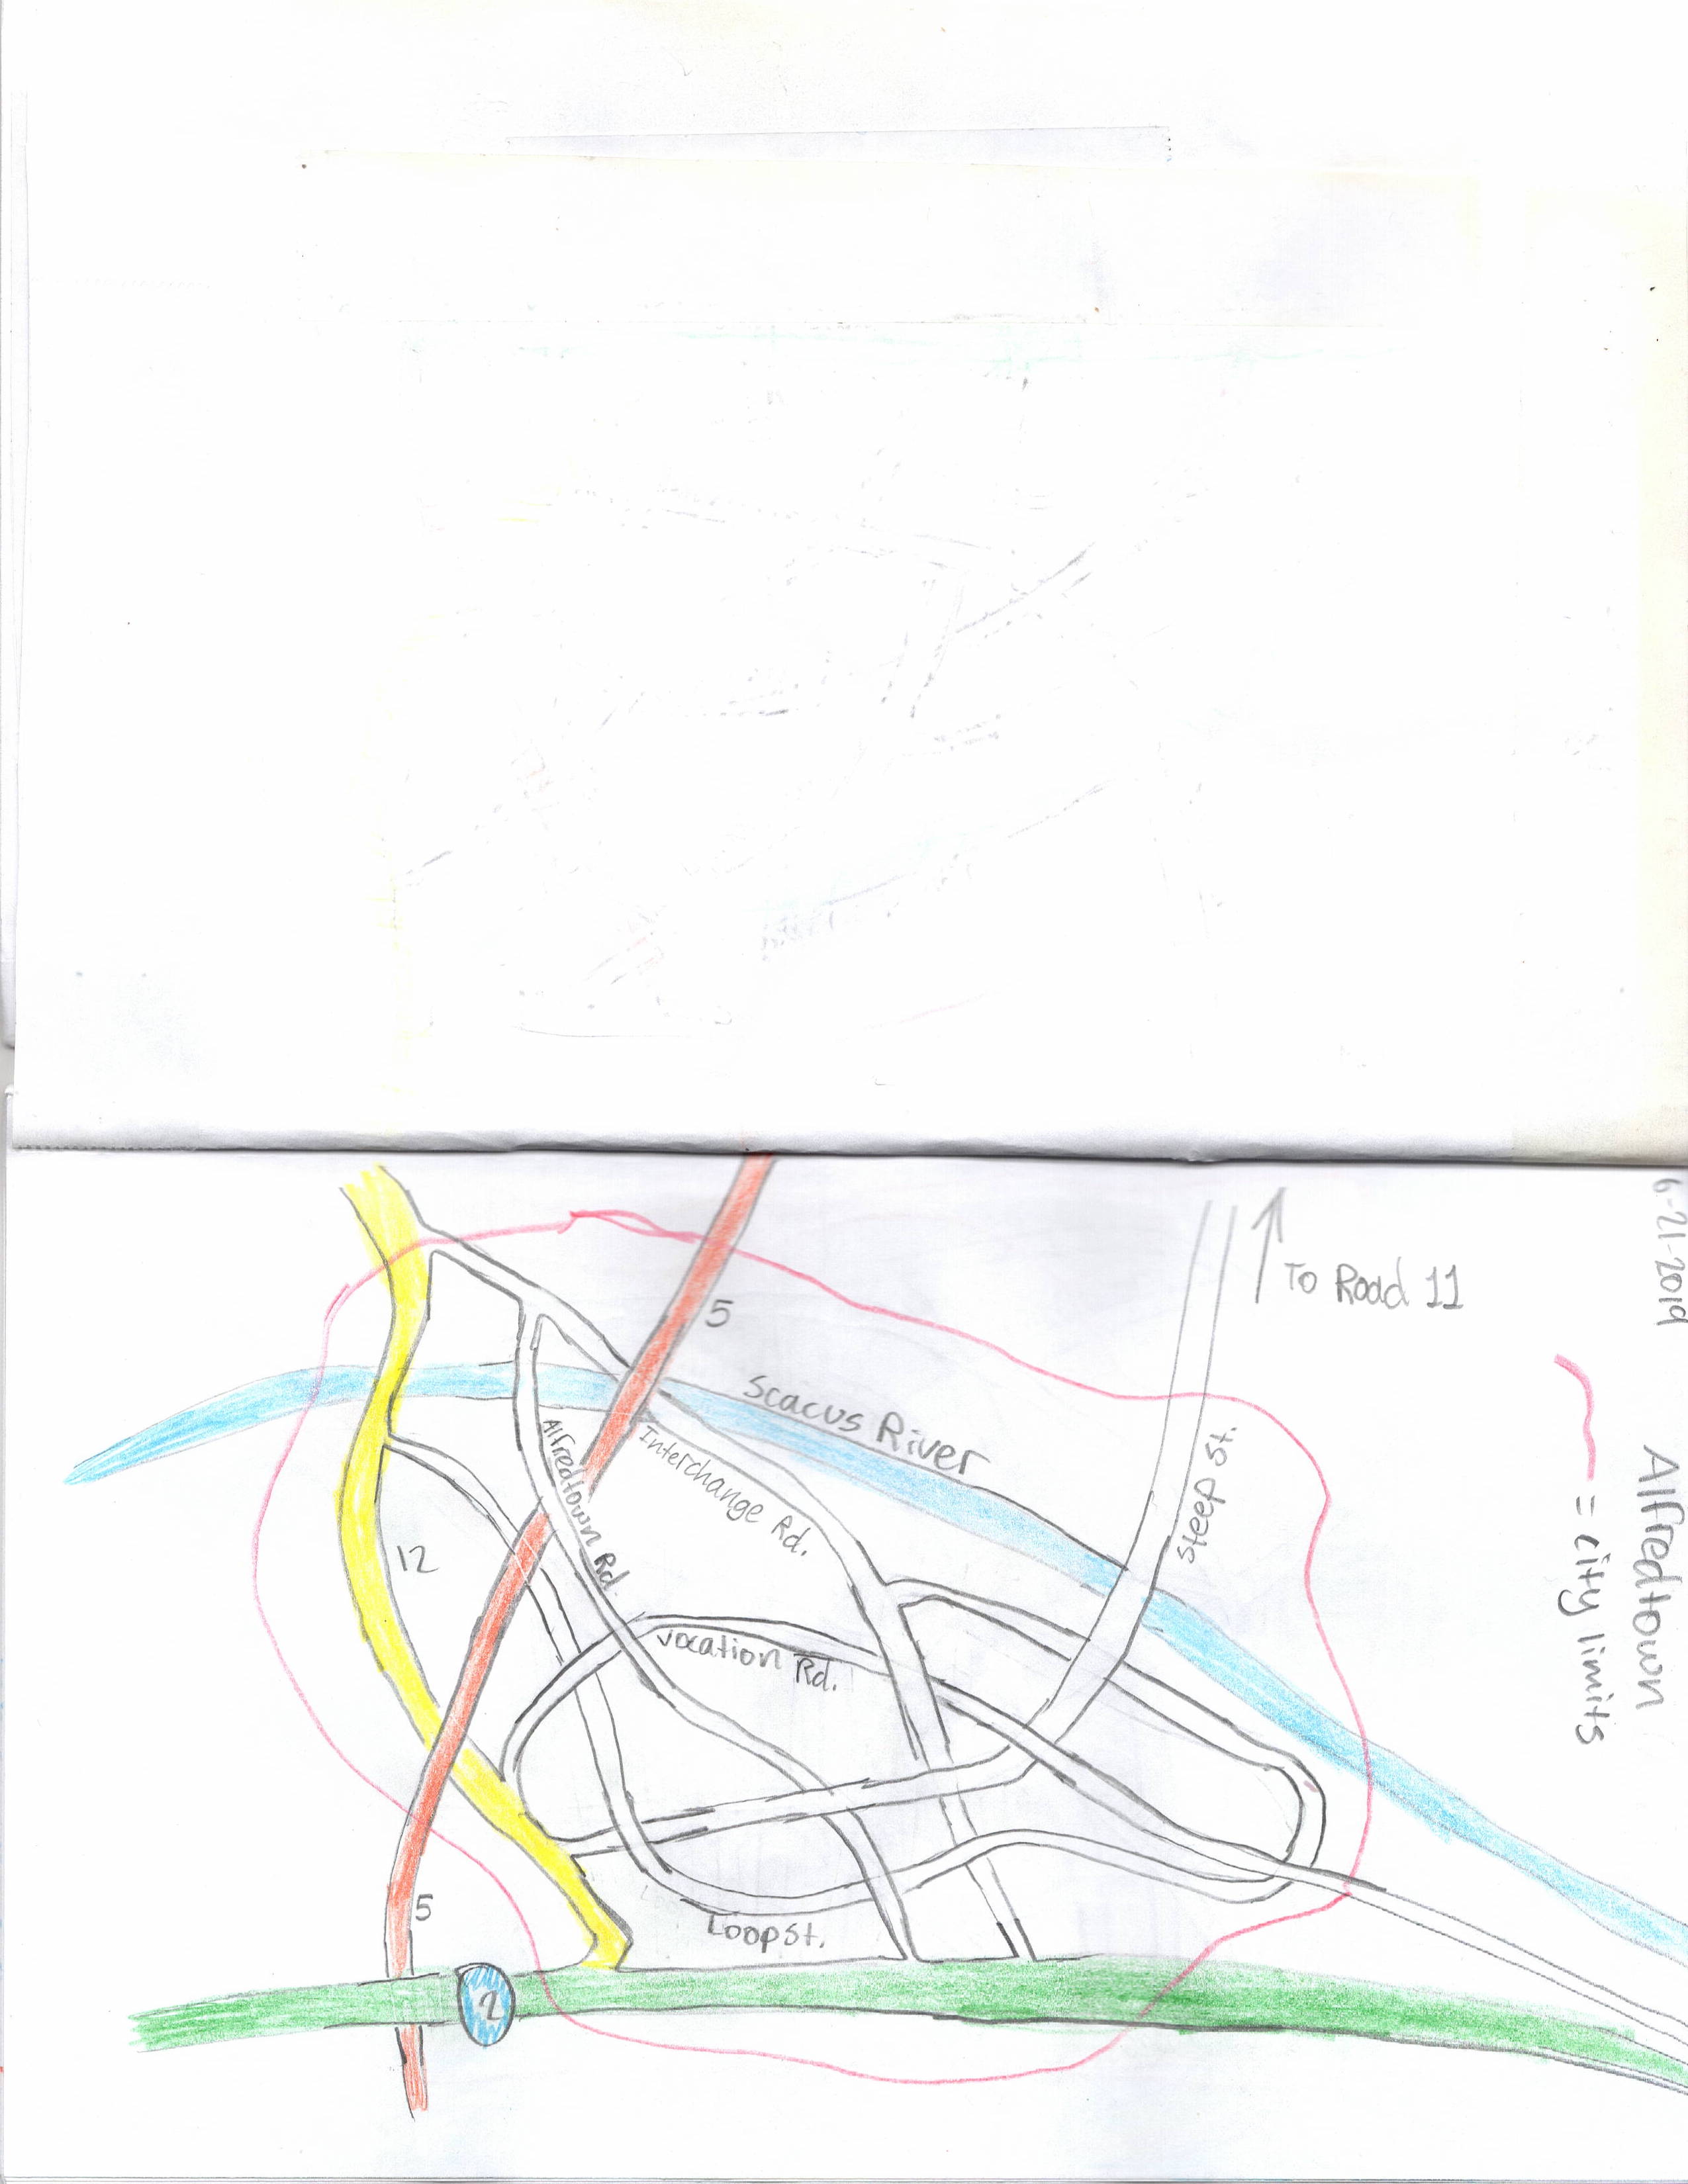 6-21-2019
Alfredtown
= city limits
To Road 11
5
Scacus River
Steep St.
Alfredtown Rd.
Interchange Rd.
12
Vocation Rd.
5
Loop St.
2